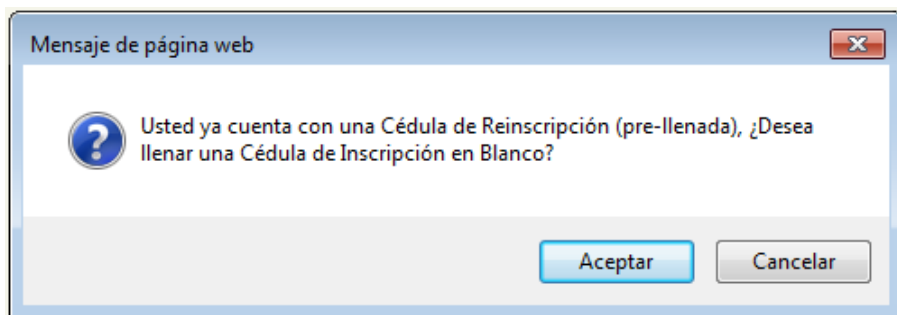 Mensaje de página web
Usted ya cuenta con una Cédula de Reinscripción (pre-llenada), ¿Desea
llenar una Cédula de Inscripción en Blanco?
Aceptar
Cancelar